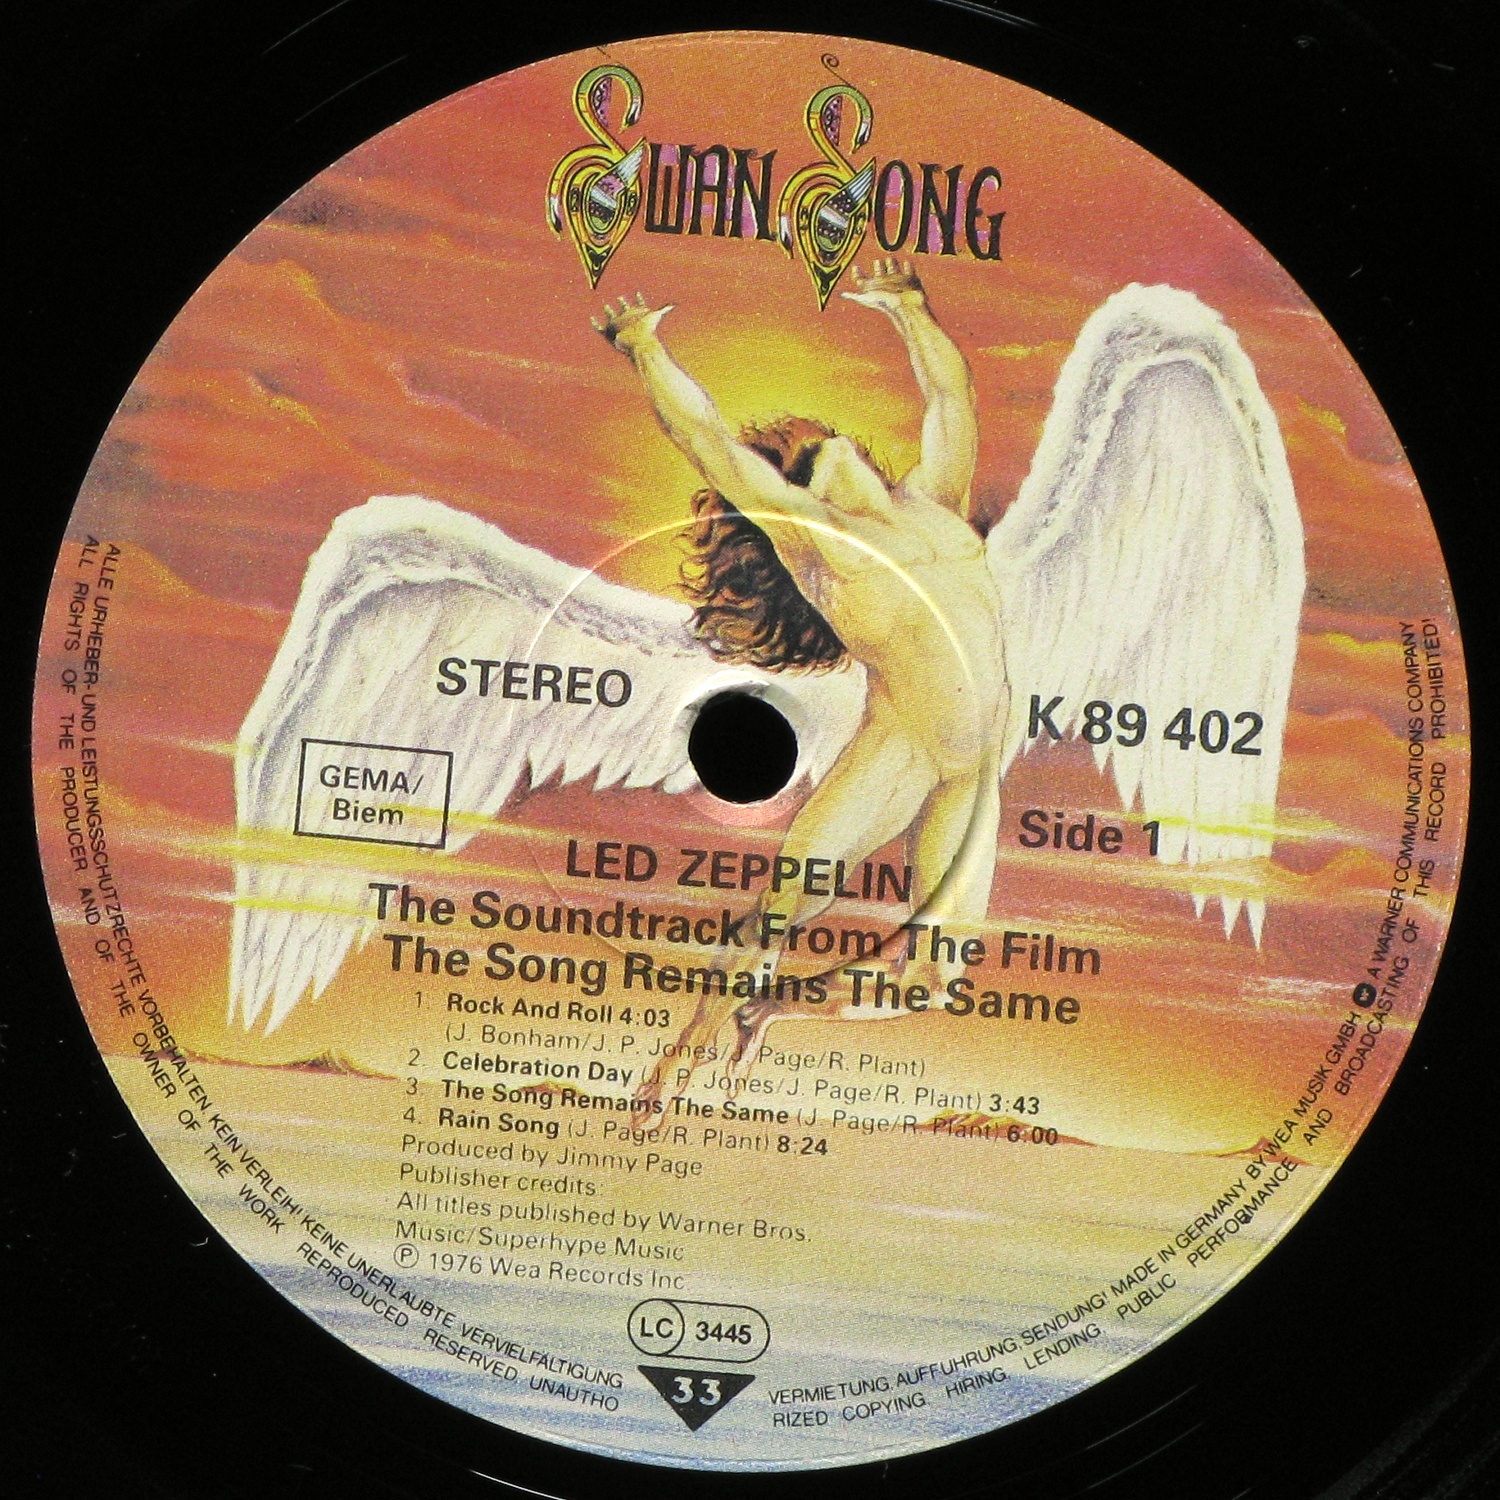 SWAN SONG
STEREO
K 89 402
GEMA/
Biem
Side 1
LED ZEPPELIN
The Soundtrack From The Film
The Song Remains The Same
1. Rock And Roll 4:03
(J. Bonham/J. P. Jones/J. Page/R. Plant)
2. Celebration Day (J. P. Jones/J. Page/R. Plant) 3:43
3. The Song Remains The Same (J. Page/R. Plant) 6:00
4. Rain Song (J. Page/R. Plant) 8:24
Produced by Jimmy Page
Publisher credits:
All titles published by Warner Bros.
Music/Superhype Music
℗ 1976 Wea Records Inc.
LC 3445
33
ALLE URHEBER- UND LEISTUNGSSCHUTZRECHTE VORBEHALTEN KEIN VERLEIH! KEINE UNERLAUBTE VERVIELFÄLTIGUNG, VERMIETUNG, AUFFÜHRUNG, SENDUNG! MADE IN GERMANY BY WEA MUSIK GMBH A WARNER COMMUNICATIONS COMPANY
ALL RIGHTS OF THE PRODUCER AND OF THE OWNER OF THE WORK REPRODUCED RESERVED. UNAUTHORIZED COPYING, HIRING, LENDING, PUBLIC PERFORMANCE AND BROADCASTING OF THIS RECORD PROHIBITED!